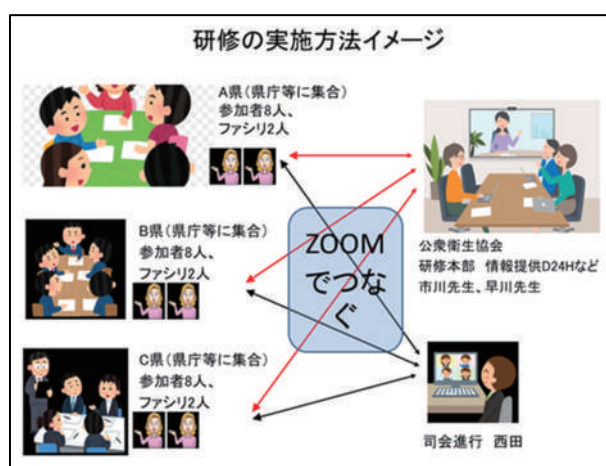 研修の実施方法イメージ
A県(県庁等に集合)
参加者8人、
ファシリ2人
B県(県庁等に集合)
参加者8人、
ファシリ2人
C県(県庁等に集合)
参加者8人、
ファシリ2人
ZOOM
でつな
ぐ
公衆衛生協会
研修本部 情報提供D24Hなど
市川先生、早川先生
司会進行 西田